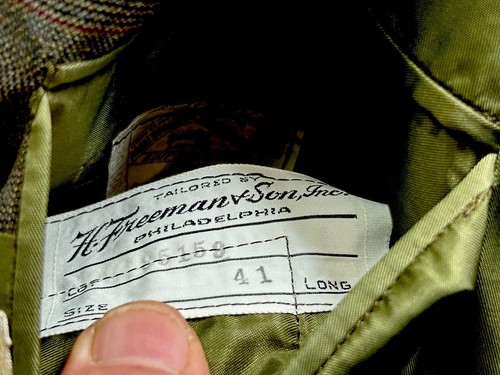 TAILORED BY
H. Freeman & Son, Inc.
PHILADELPHIA
41 LONG
SIZE